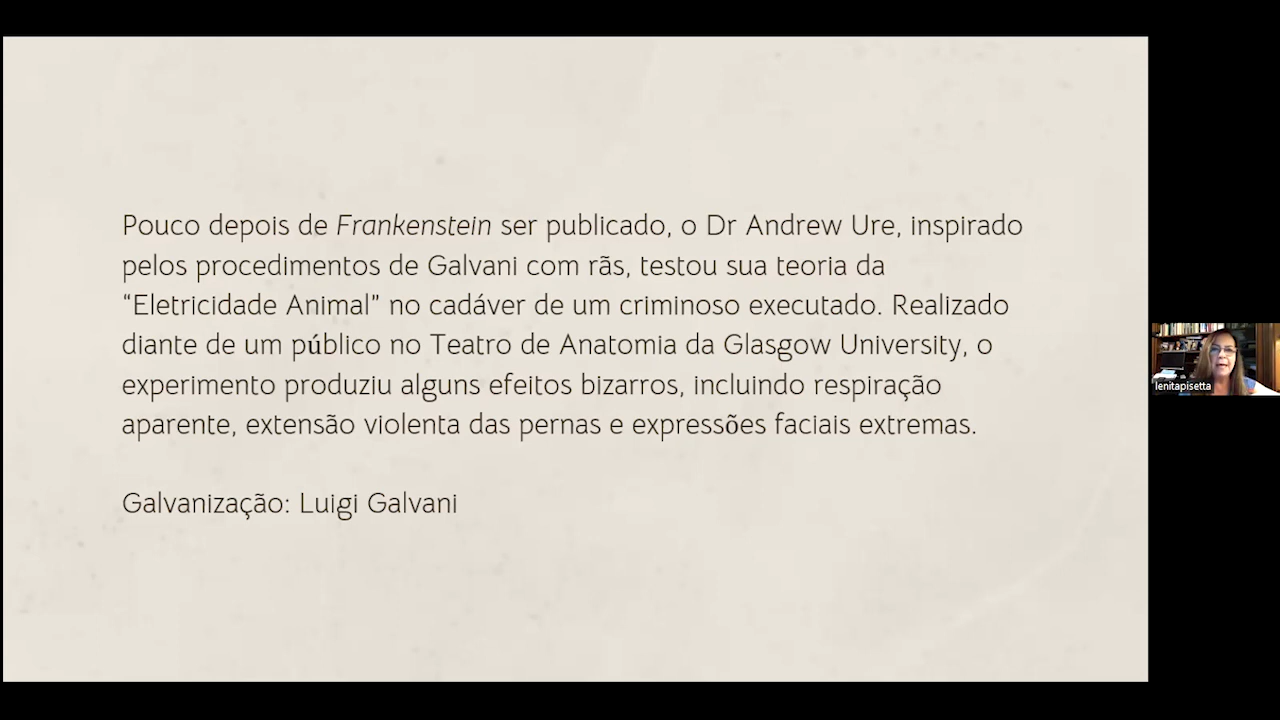 Pouco depois de Frankenstein ser publicado, o Dr Andrew Ure, inspirado
pelos procedimentos de Galvani com rãs, testou sua teoria da
“Eletricidade Animal” no cadáver de um criminoso executado. Realizado
diante de um público no Teatro de Anatomia da Glasgow University, o
experimento produziu alguns efeitos bizarros, incluindo respiração
aparente, extensão violenta das pernas e expressões faciais extremas.
Galvanização: Luigi Galvani
lenitapisetta